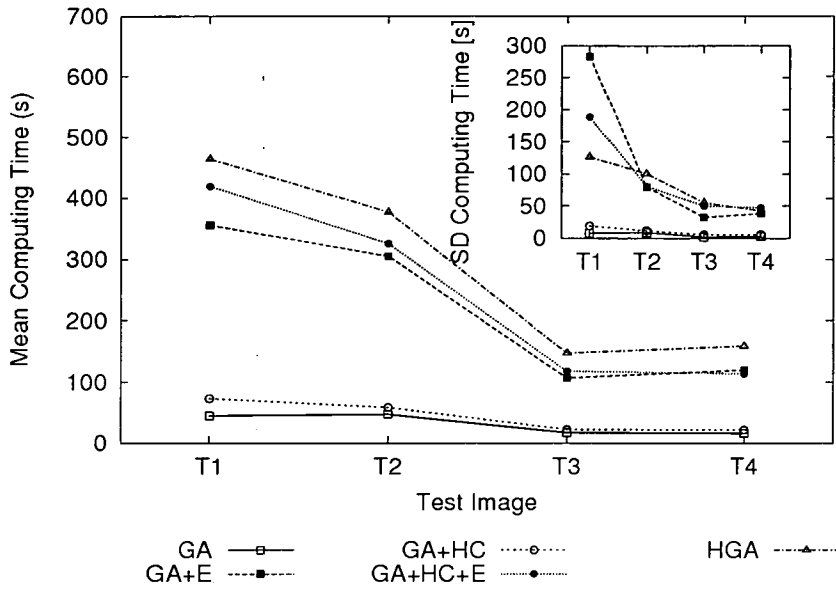 700
600
500
400
300
200
100
0
Mean Computing Time (s)
T1 T2 T3 T4
Test Image
SD Computing Time [s]
300
250
200
150
100
50
0
T1 T2 T3 T4
GA GA+HC HGA
GA+E GA+HC+E